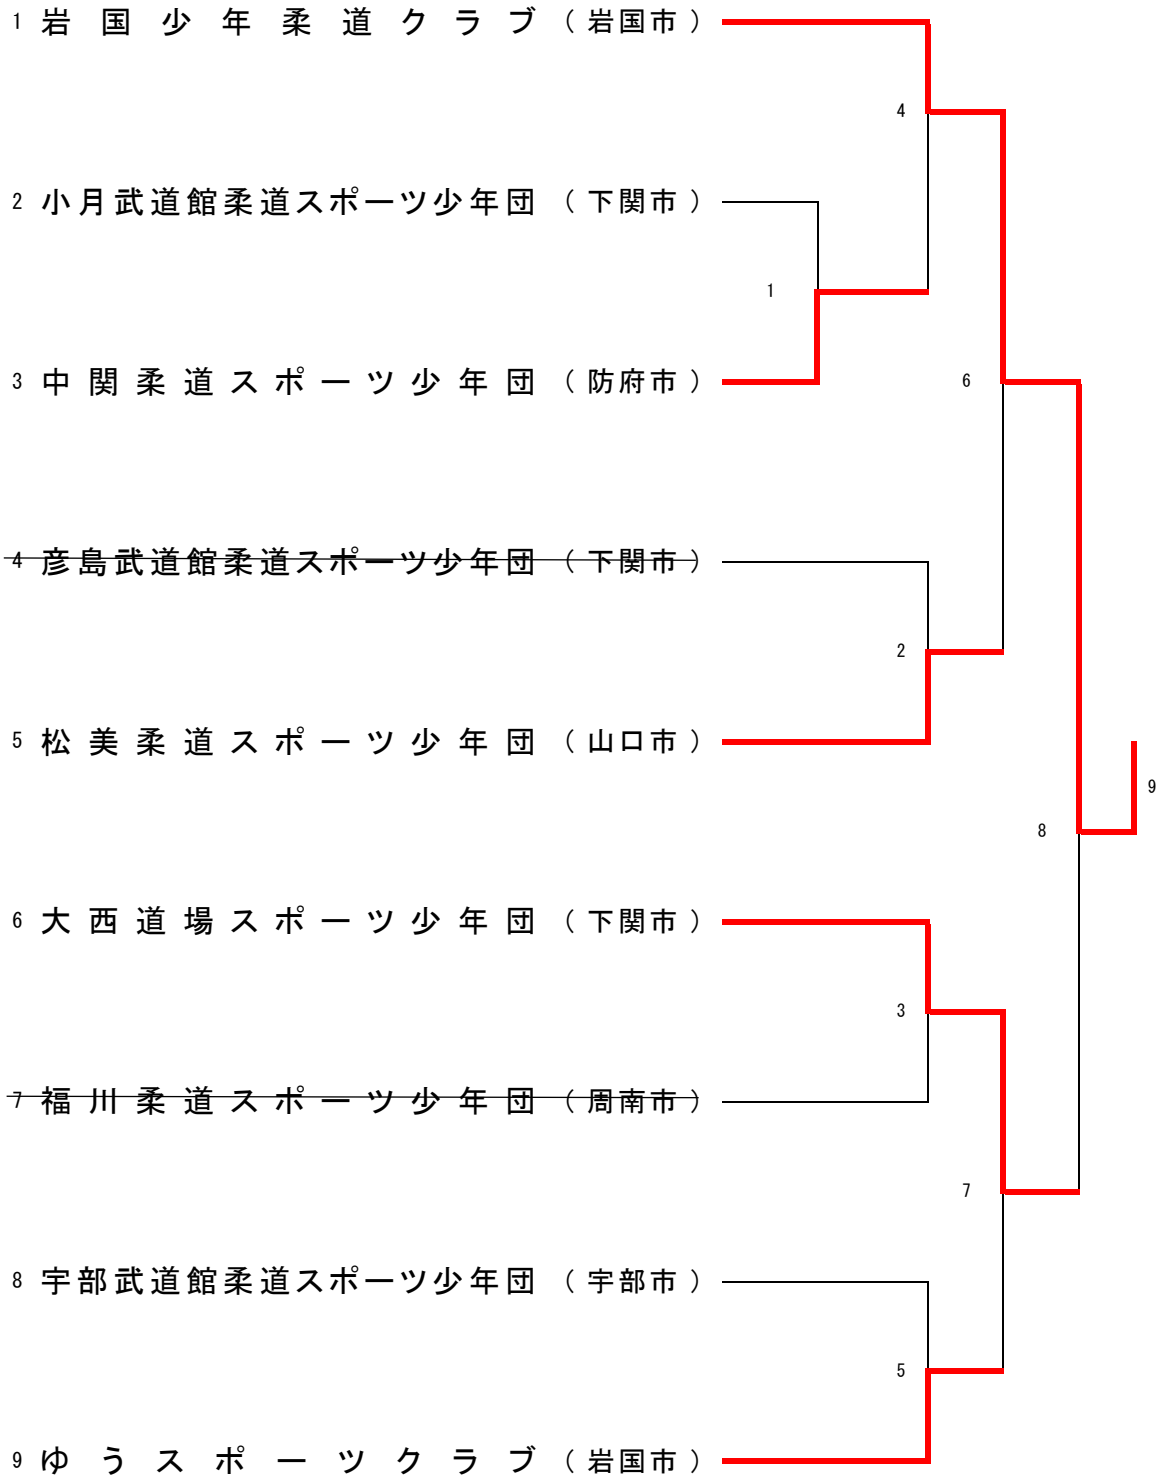 1 岩国少年柔道クラブ （岩国市）
4
2 小月武道館柔道スポーツ少年団 （下関市）
1
3 中関柔道スポーツ少年団 （防府市）
6
4 彦島武道館柔道スポーツ少年団 （下関市）
2
5 松美柔道スポーツ少年団 （山口市）
9
8
6 大西道場スポーツ少年団 （下関市）
3
7 福川柔道スポーツ少年団 （周南市）
7
8 宇部武道館柔道スポーツ少年団 （宇部市）
5
9 ゆうスポーツクラブ （岩国市）